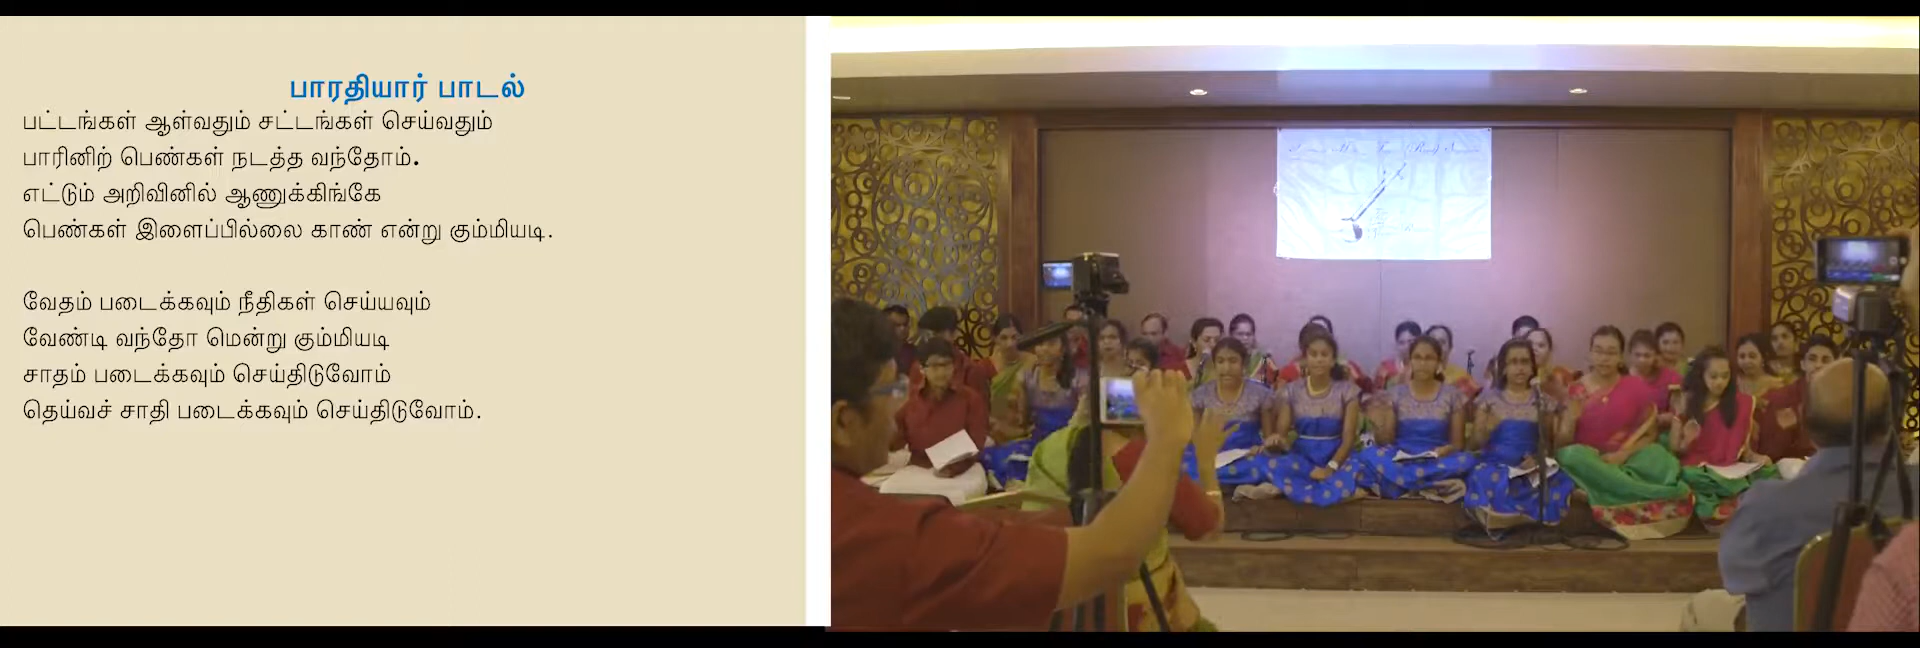 பாரதியார் பாடல்
பட்டங்கள் ஆள்வதும் சட்டங்கள் செய்வதும்
பாரினிற் பெண்கள் நடத்த வந்தோம்.
எட்டும் அறிவினில் ஆணுக்கிங்கே
பெண்கள் இளைப்பில்லை காண் என்று கும்மியடி.
வேதம் படைக்கவும் நீதிகள் செய்யவும்
வேண்டி வந்தோ மென்று கும்மியடி
சாதம் படைக்கவும் செய்திடுவோம்
தெய்வச் சாதி படைக்கவும் செய்திடுவோம்.